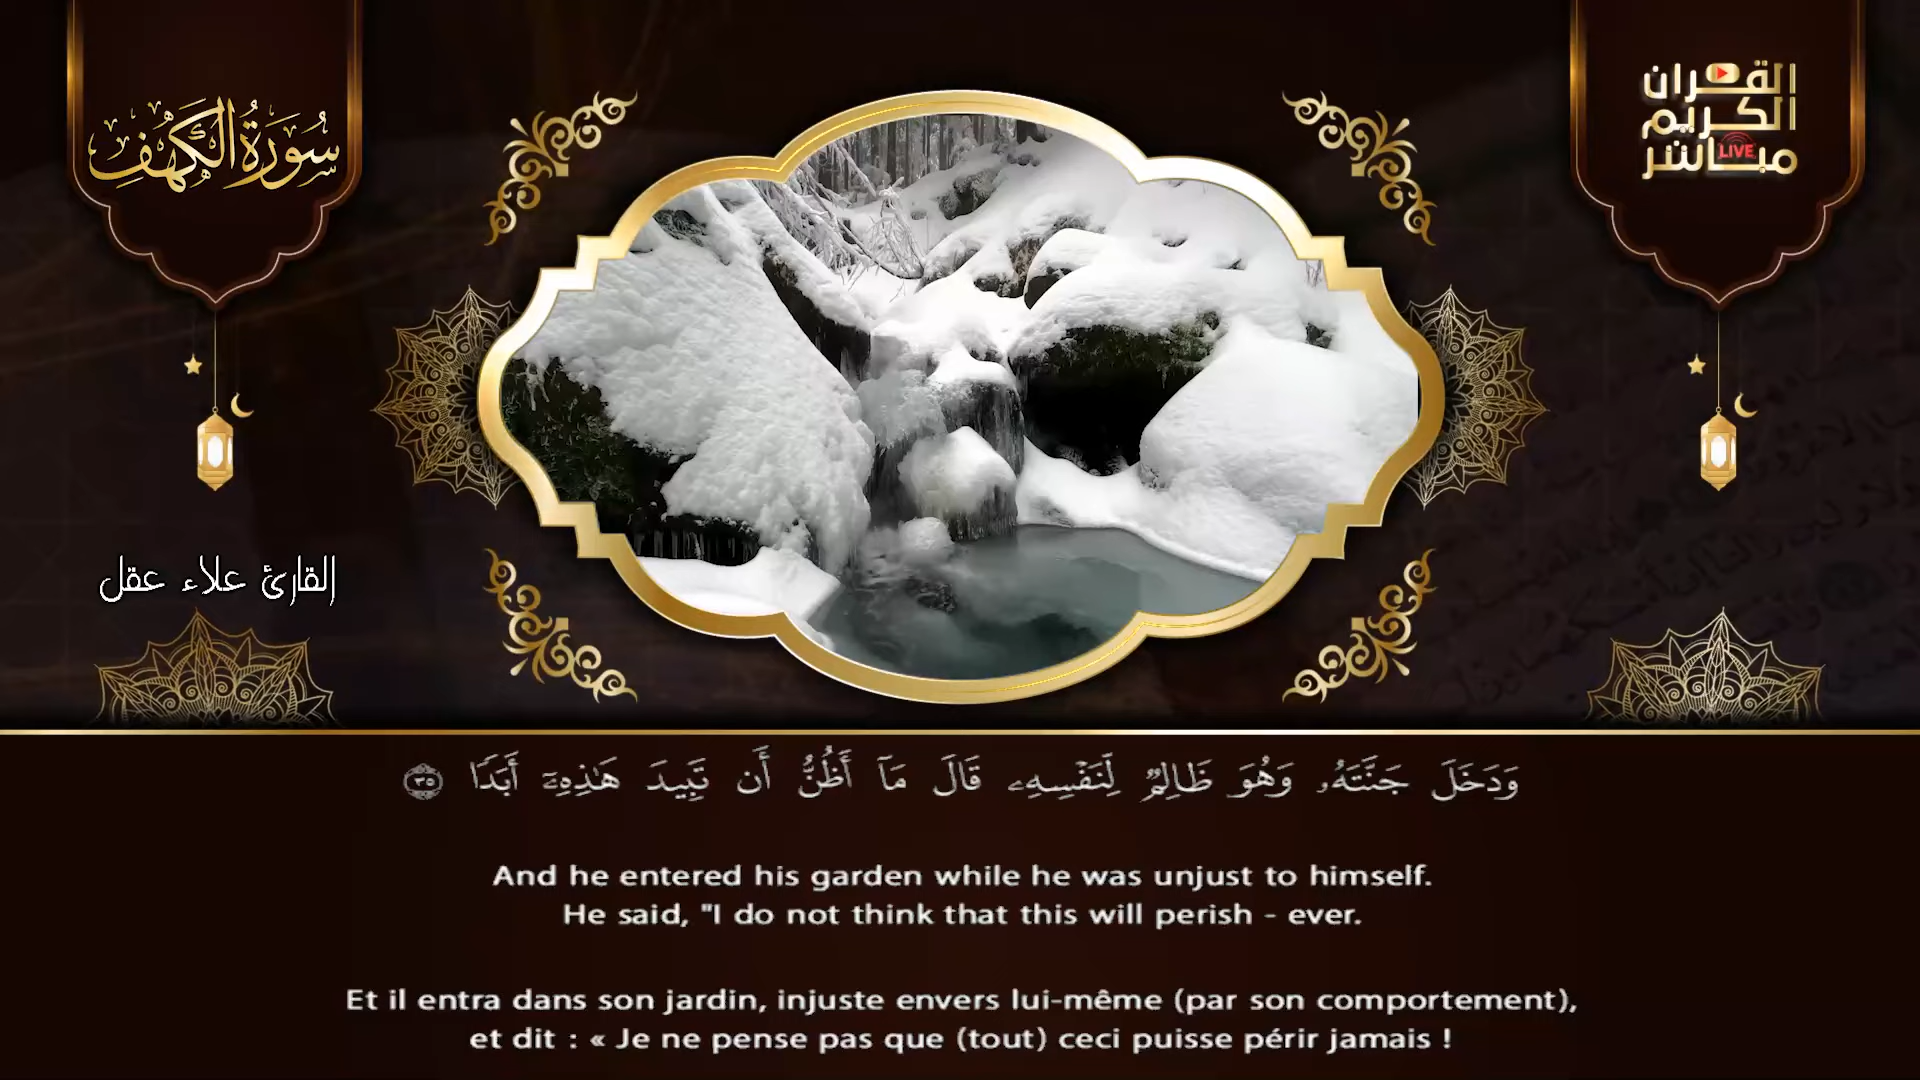 سُورَةُ الكَهْفِ
القرآن
الكريم
مباشر
LIVE
القارئ علاء عقل
وَدَخَلَ جَنَّتَهُۥ وَهُوَ ظَالِمٌ لِّنَفْسِهِۦ قَالَ مَآ أَظُنُّ أَن تَبِيدَ هَٰذِهِۦٓ أَبَدًا ٣٥
And he entered his garden while he was unjust to himself.
He said, "I do not think that this will perish - ever.
Et il entra dans son jardin, injuste envers lui-même (par son comportement),
et dit : « Je ne pense pas que (tout) ceci puisse périr jamais !